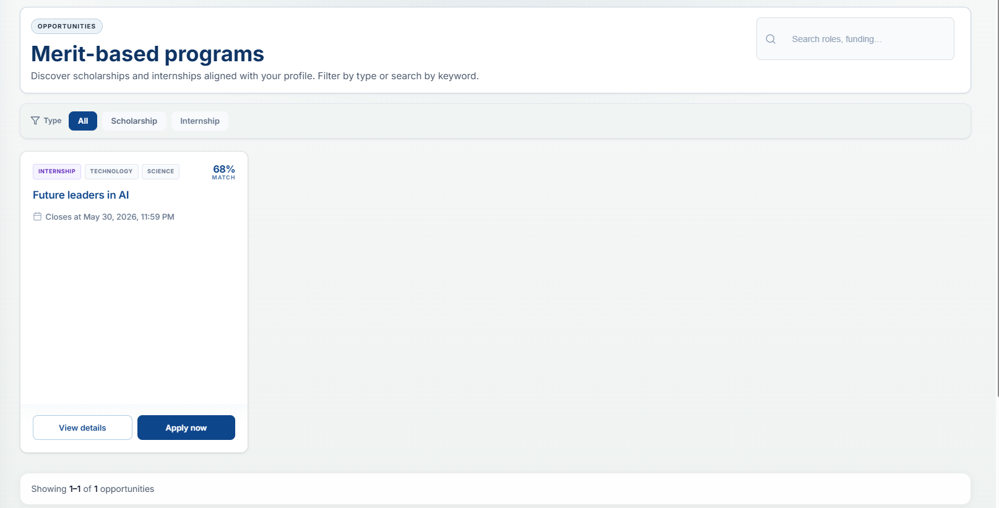 OPPORTUNITIES
Merit-based programs
Discover scholarships and internships aligned with your profile. Filter by type or search by keyword.
Search roles, funding...
Type All Scholarship Internship
INTERNSHIP TECHNOLOGY SCIENCE 68% MATCH
Future leaders in AI
Closes at May 30, 2026, 11:59 PM
View details Apply now
Showing 1–1 of 1 opportunities